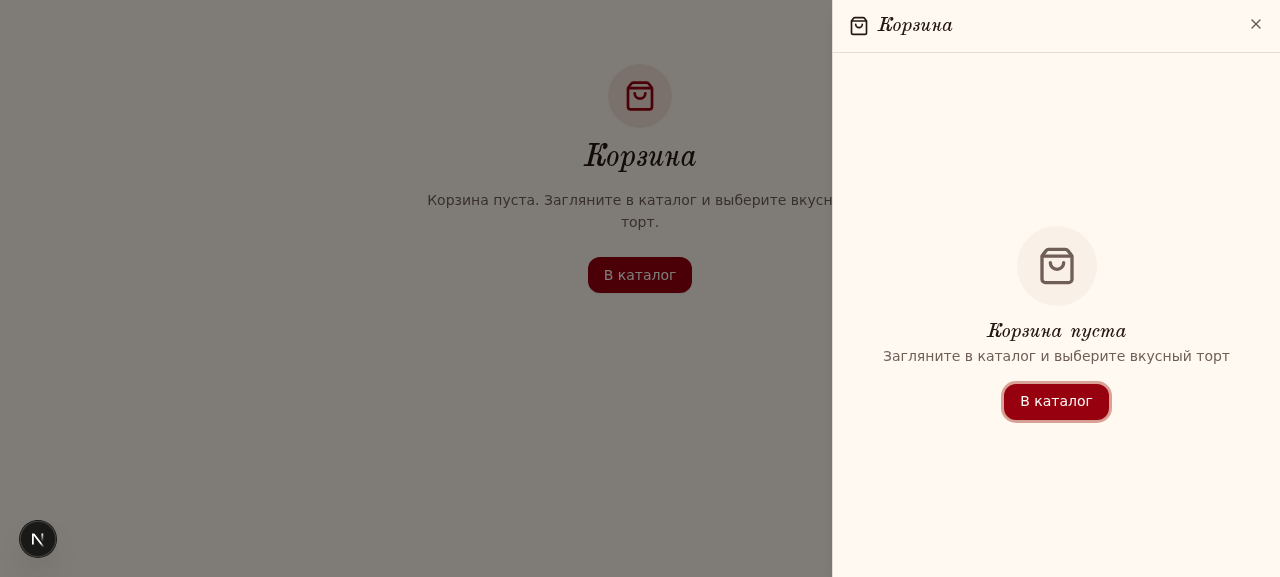 Корзина
Корзина пуста. Загляните в каталог и выберите вкусн
торт.
В каталог
Корзина
Корзина пуста
Загляните в каталог и выберите вкусный торт
В каталог
N